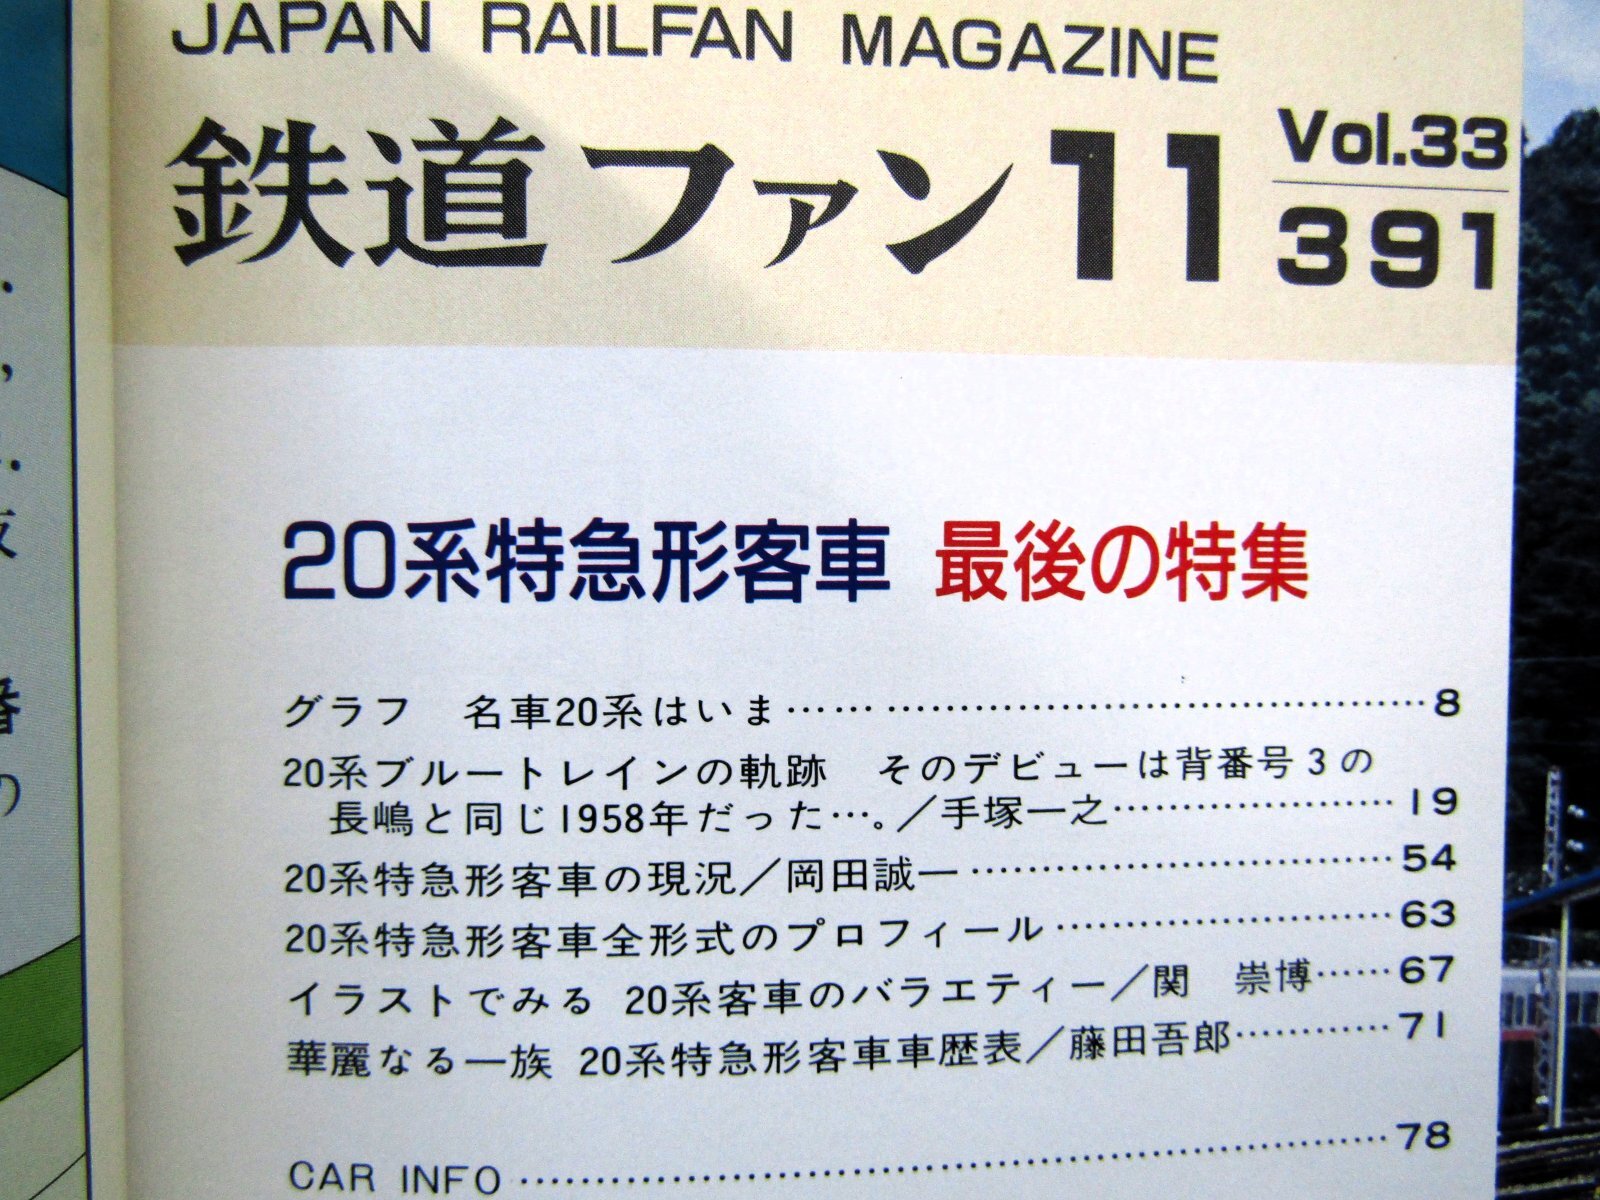 JAPAN RAILFAN MAGAZINE
鉄道ファン11
Vol.33
391
20系特急形客車 最後の特集
グラフ　名車20系はいま…………………………………………8
20系ブルートレインの軌跡　そのデビューは背番号3の
長嶋と同じ1958年だった…。／手塚一之……………………19
20系特急形客車の現況／岡田誠一………………………………54
20系特急形客車全形式のプロフィール…………………………63
イラストでみる 20系客車のバラエティー／関　崇博……67
華麗なる一族 20系特急形客車車歴表／藤田吾郎…………71
CAR INFO……………………………………………………………78